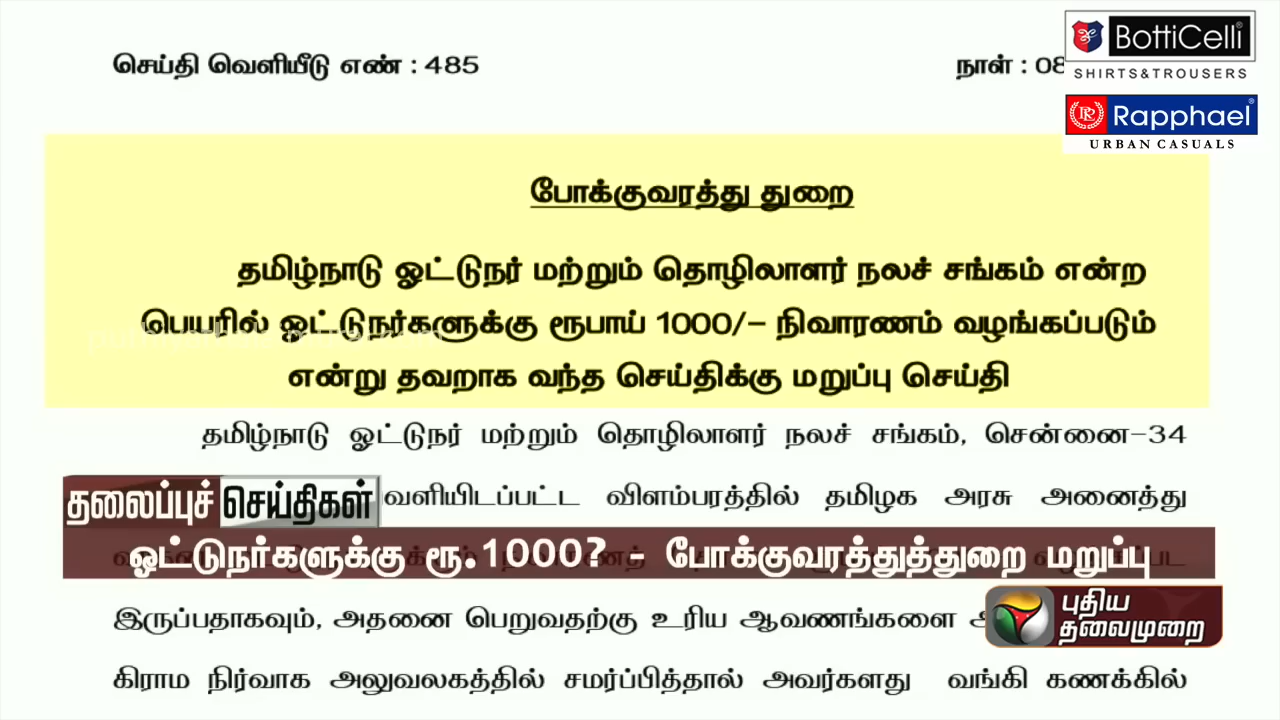 செய்தி வெளியீடு எண் : 485
நாள் : 08
BottiCelli
SHIRTS&TROUSERS
Rapphael
URBAN CASUALS
போக்குவரத்து துறை
தமிழ்நாடு ஓட்டுநர் மற்றும் தொழிலாளர் நலச் சங்கம் என்ற
பெயரில் ஓட்டுநர்களுக்கு ரூபாய் 1000/- நிவாரணம் வழங்கப்படும்
என்று தவறாக வந்த செய்திக்கு மறுப்பு செய்தி
தமிழ்நாடு ஓட்டுநர் மற்றும் தொழிலாளர் நலச் சங்கம், சென்னை-34
தலைப்புச் செய்திகள்
வளியிடப்பட்ட விளம்பரத்தில் தமிழக அரசு அனைத்து
ஓட்டுநர்களுக்கு ரூ.1000? - போக்குவரத்துத்துறை மறுப்பு
இருப்பதாகவும், அதனை பெறுவதற்கு உரிய ஆவணங்களை
புதிய
தலைமுறை
கிராம நிர்வாக அலுவலகத்தில் சமர்ப்பித்தால் அவர்களது வங்கி கணக்கில்